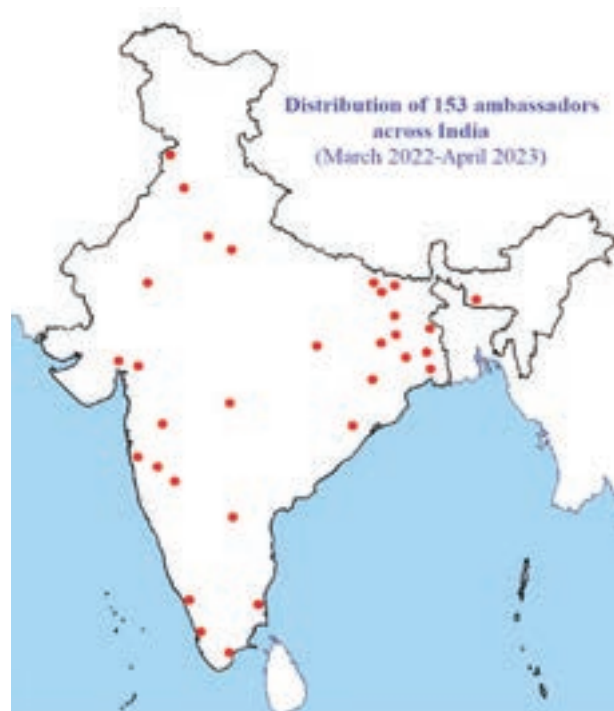 Distribution of 153 ambassadors
across India
(March 2022-April 2023)